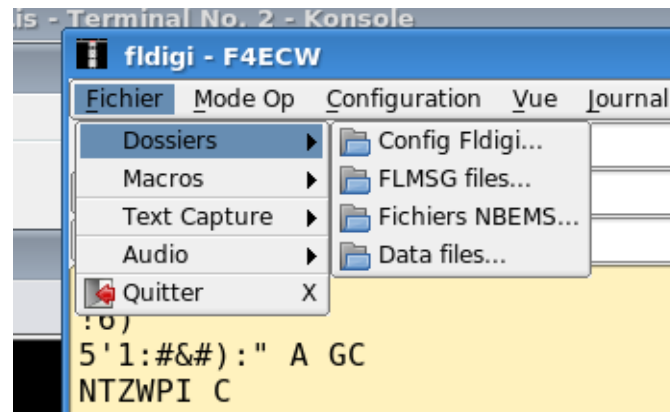 is - Terminal No. 2 - Konsole
fldigi - F4ECW
Fichier Mode Op Configuration Vue Journal
Dossiers Config Fldigi...
Macros FLMSG files...
Text Capture Fichiers NBEMS...
Audio Data files...
Quitter X
!6)
5'1:#&#):" A GC
NTZWPI C